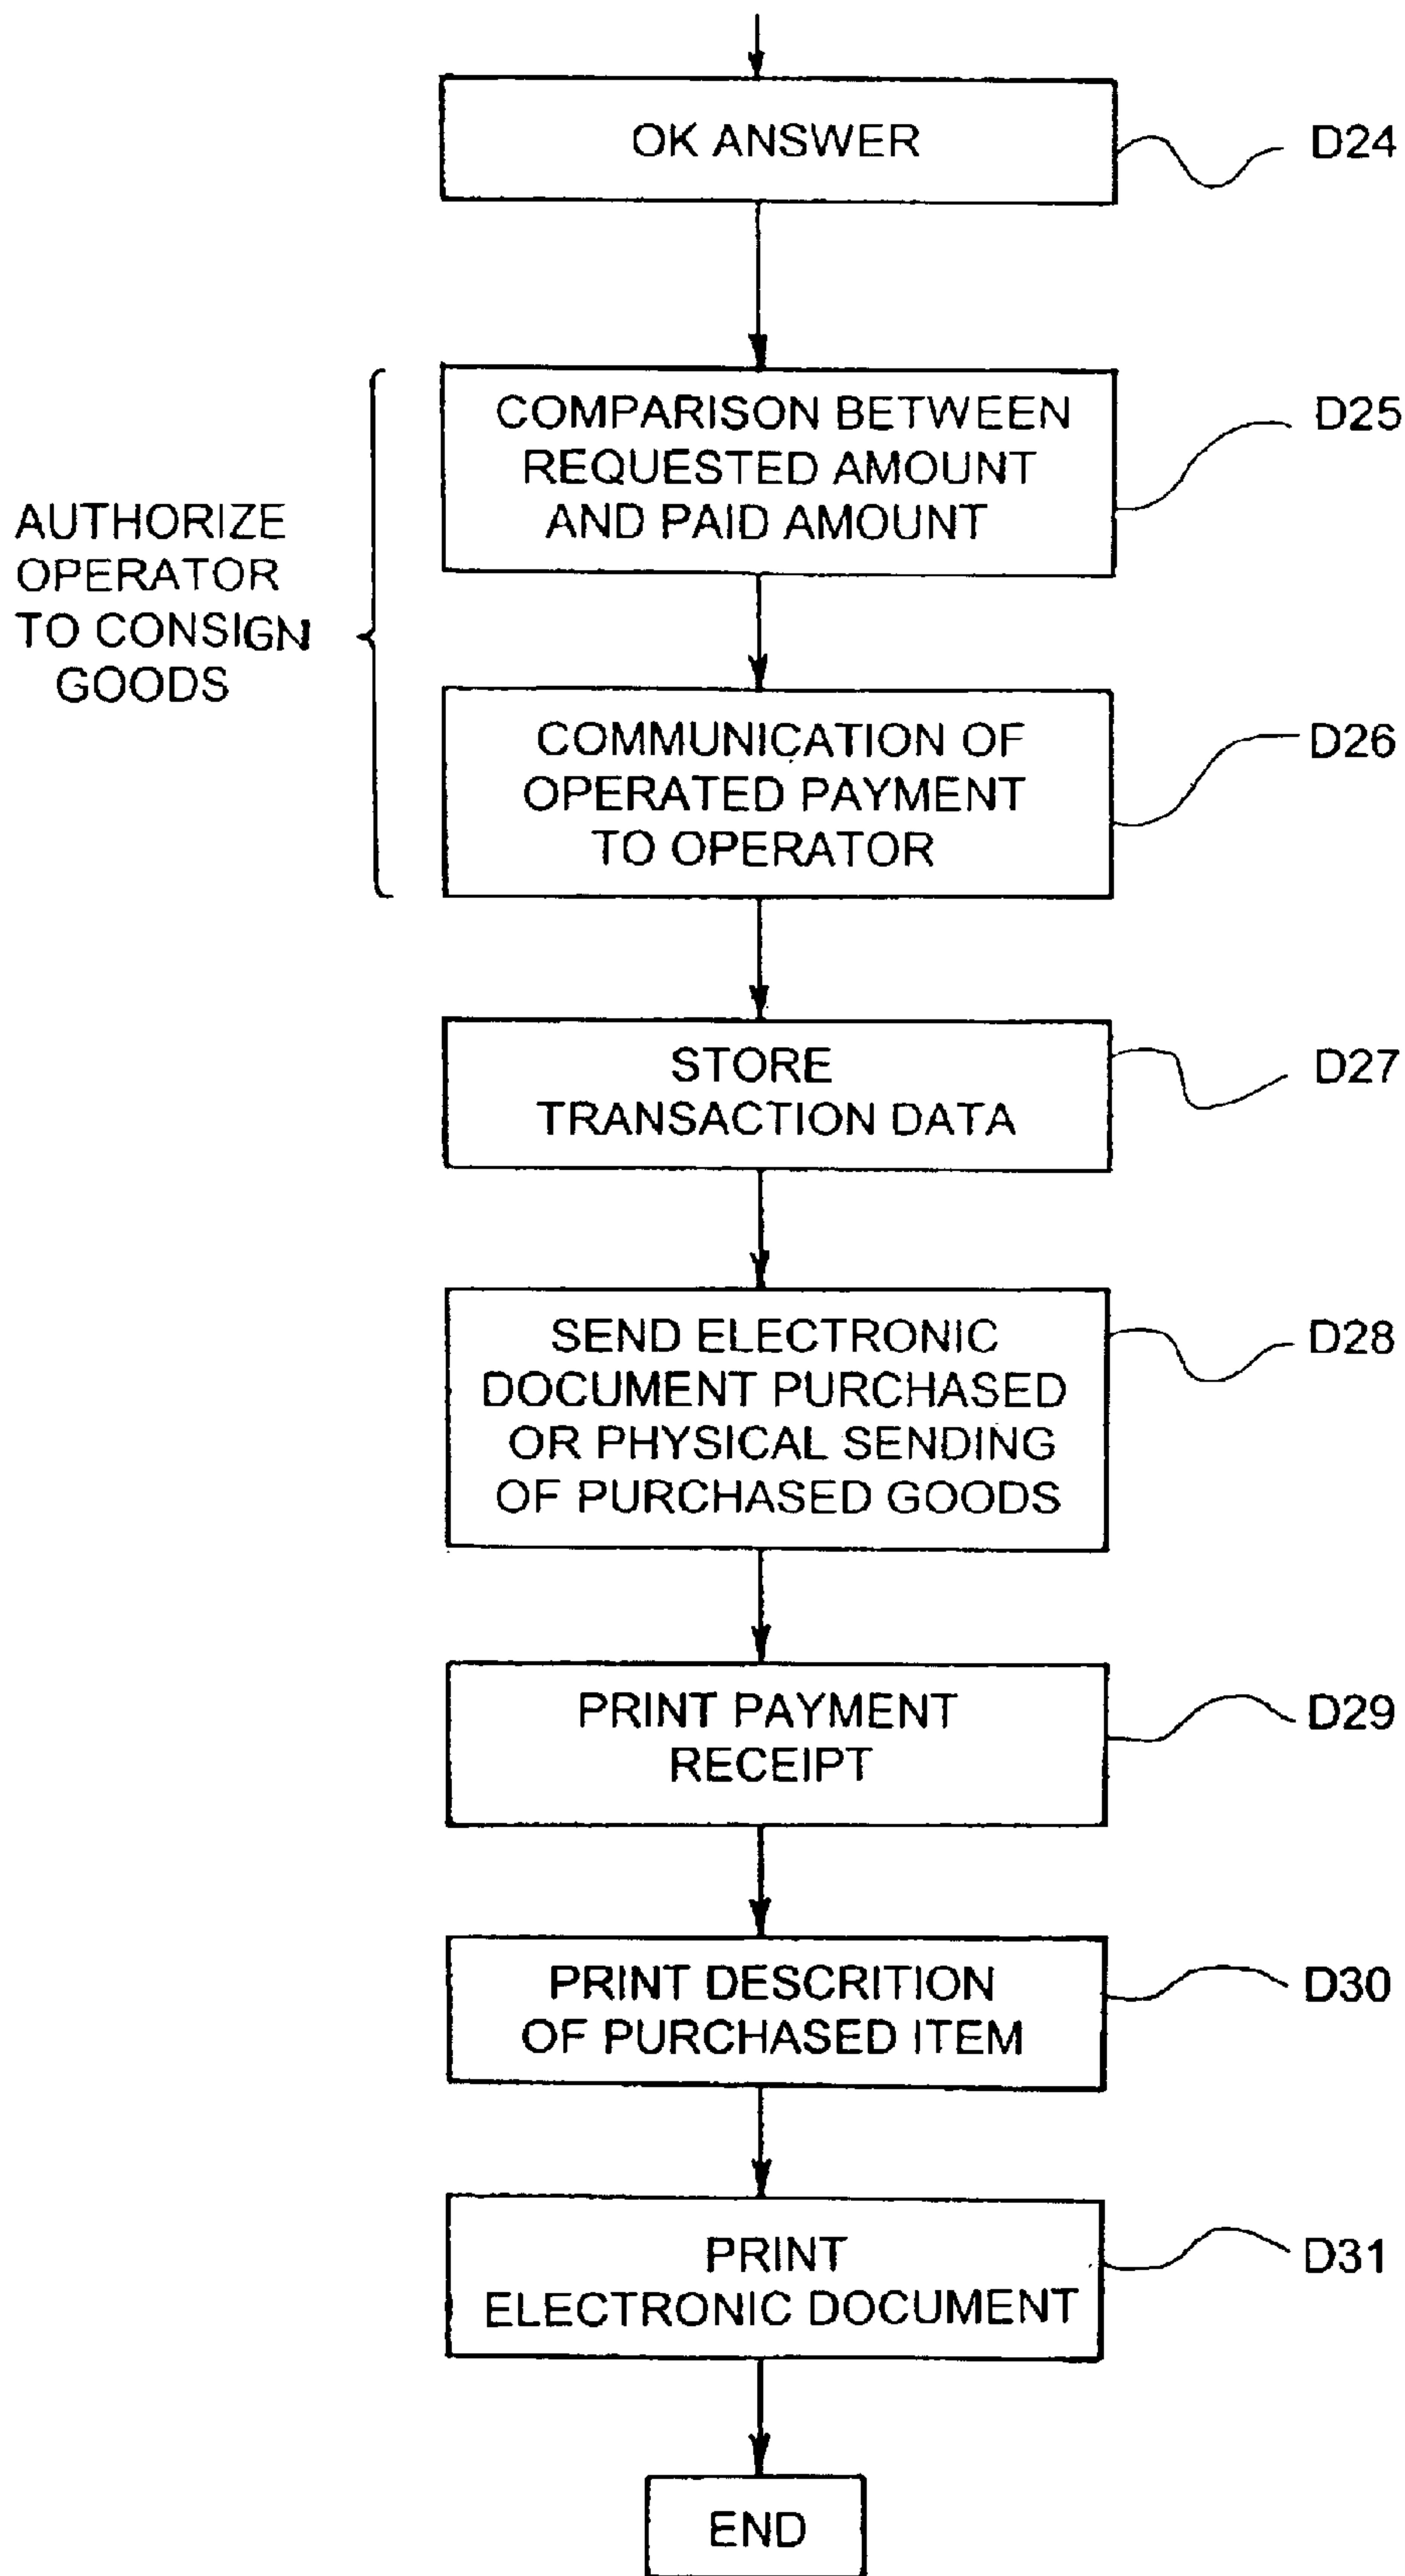 OK ANSWER
D24
COMPARISON BETWEEN
REQUESTED AMOUNT
AND PAID AMOUNT
D25
AUTHORIZE
OPERATOR
TO CONSIGN
GOODS
COMMUNICATION OF
OPERATED PAYMENT
TO OPERATOR
D26
STORE
TRANSACTION DATA
D27
SEND ELECTRONIC
DOCUMENT PURCHASED
OR PHYSICAL SENDING
OF PURCHASED GOODS
D28
PRINT PAYMENT
RECEIPT
D29
PRINT DESCRITION
OF PURCHASED ITEM
D30
PRINT
ELECTRONIC DOCUMENT
D31
END